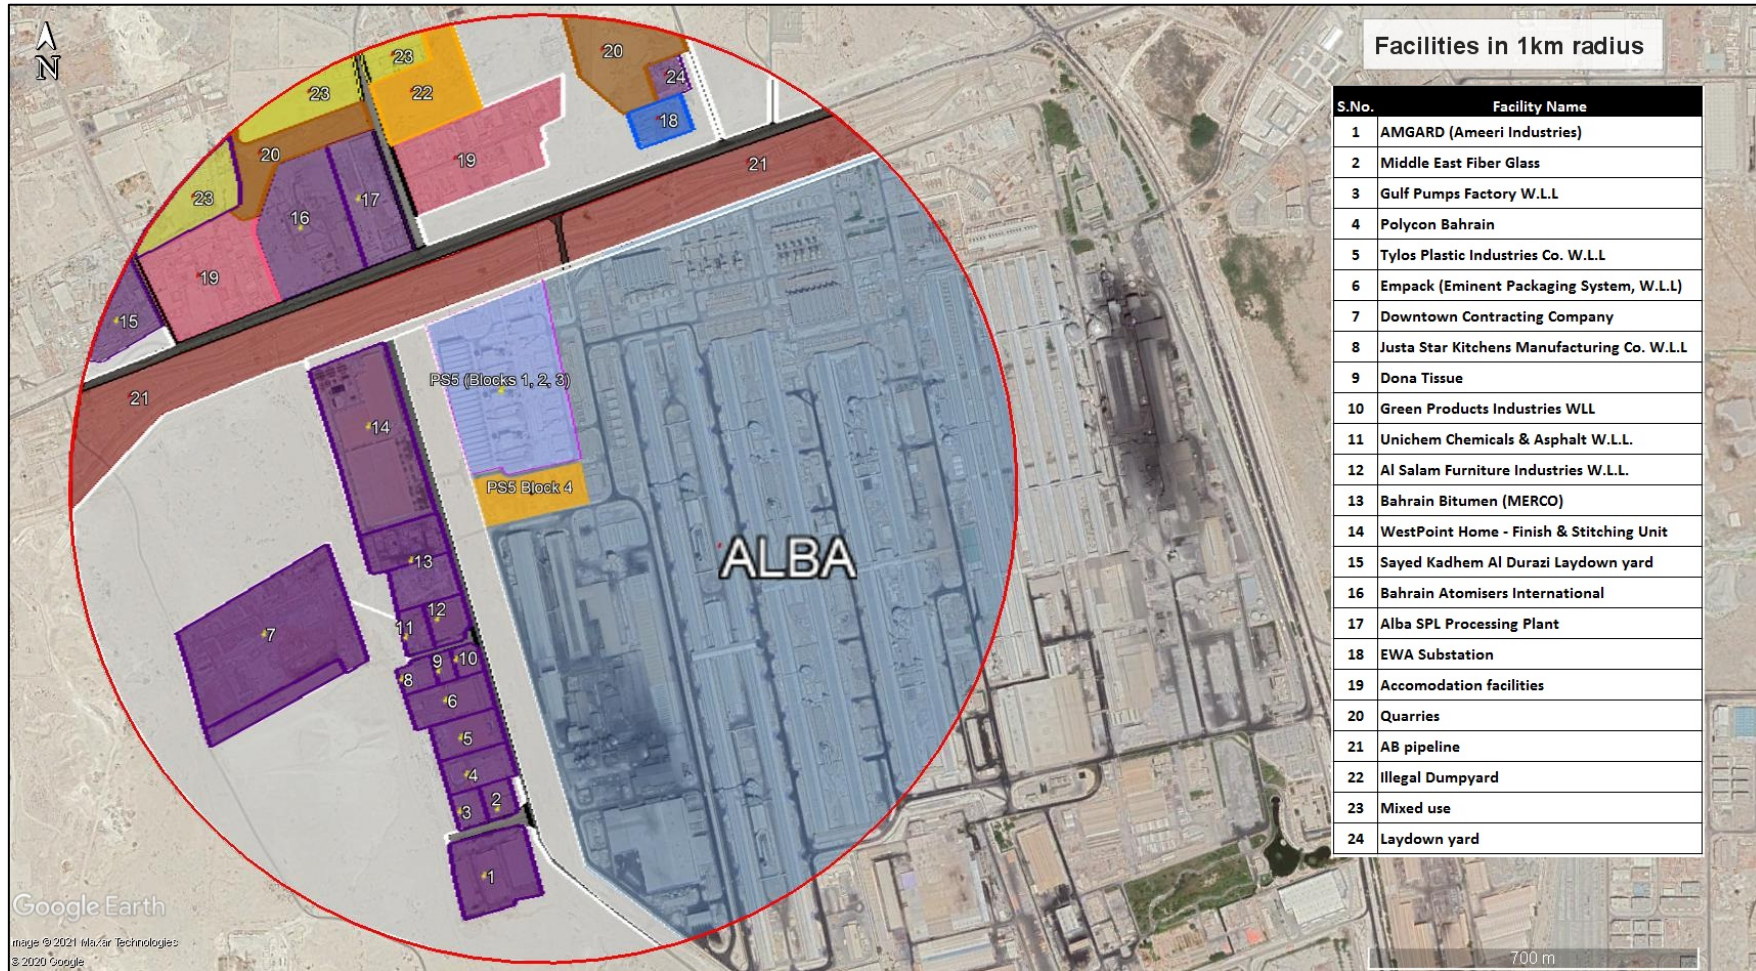 N
Facilities in 1km radius
S.No. Facility Name
1 AMGARD (Ameeri Industries)
2 Middle East Fiber Glass
3 Gulf Pumps Factory W.L.L
4 Polycon Bahrain
5 Tylos Plastic Industries Co. W.L.L
6 Empack (Eminent Packaging System, W.L.L)
7 Downtown Contracting Company
8 Justa Star Kitchens Manufacturing Co. W.L.L
9 Dona Tissue
10 Green Products Industries WLL
11 Unichem Chemicals & Asphalt W.L.L.
12 Al Salam Furniture Industries W.L.L.
13 Bahrain Bitumen (MERCO)
14 WestPoint Home - Finish & Stitching Unit
15 Sayed Kadhem Al Durazi Laydown yard
16 Bahrain Atomisers International
17 Alba SPL Processing Plant
18 EWA Substation
19 Accomodation facilities
20 Quarries
21 AB pipeline
22 Illegal Dumpyard
23 Mixed use
24 Laydown yard
23
20
24
23
22
18
20
19
21
23
17
16
19
15
21
PS5 (Blocks 1, 2, 3)
14
PS5 Block 4
ALBA
13
12
11
7
9
10
8
6
5
4
3
2
1
Google Earth
mage © 2021 Maxar Technologies
© 2020 Google
700 m